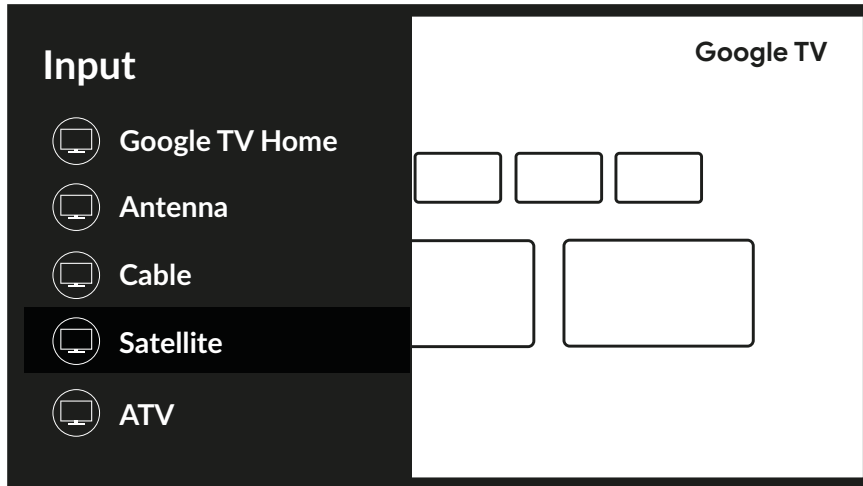 Input
Google TV
Google TV Home
Antenna
Cable
Satellite
ATV